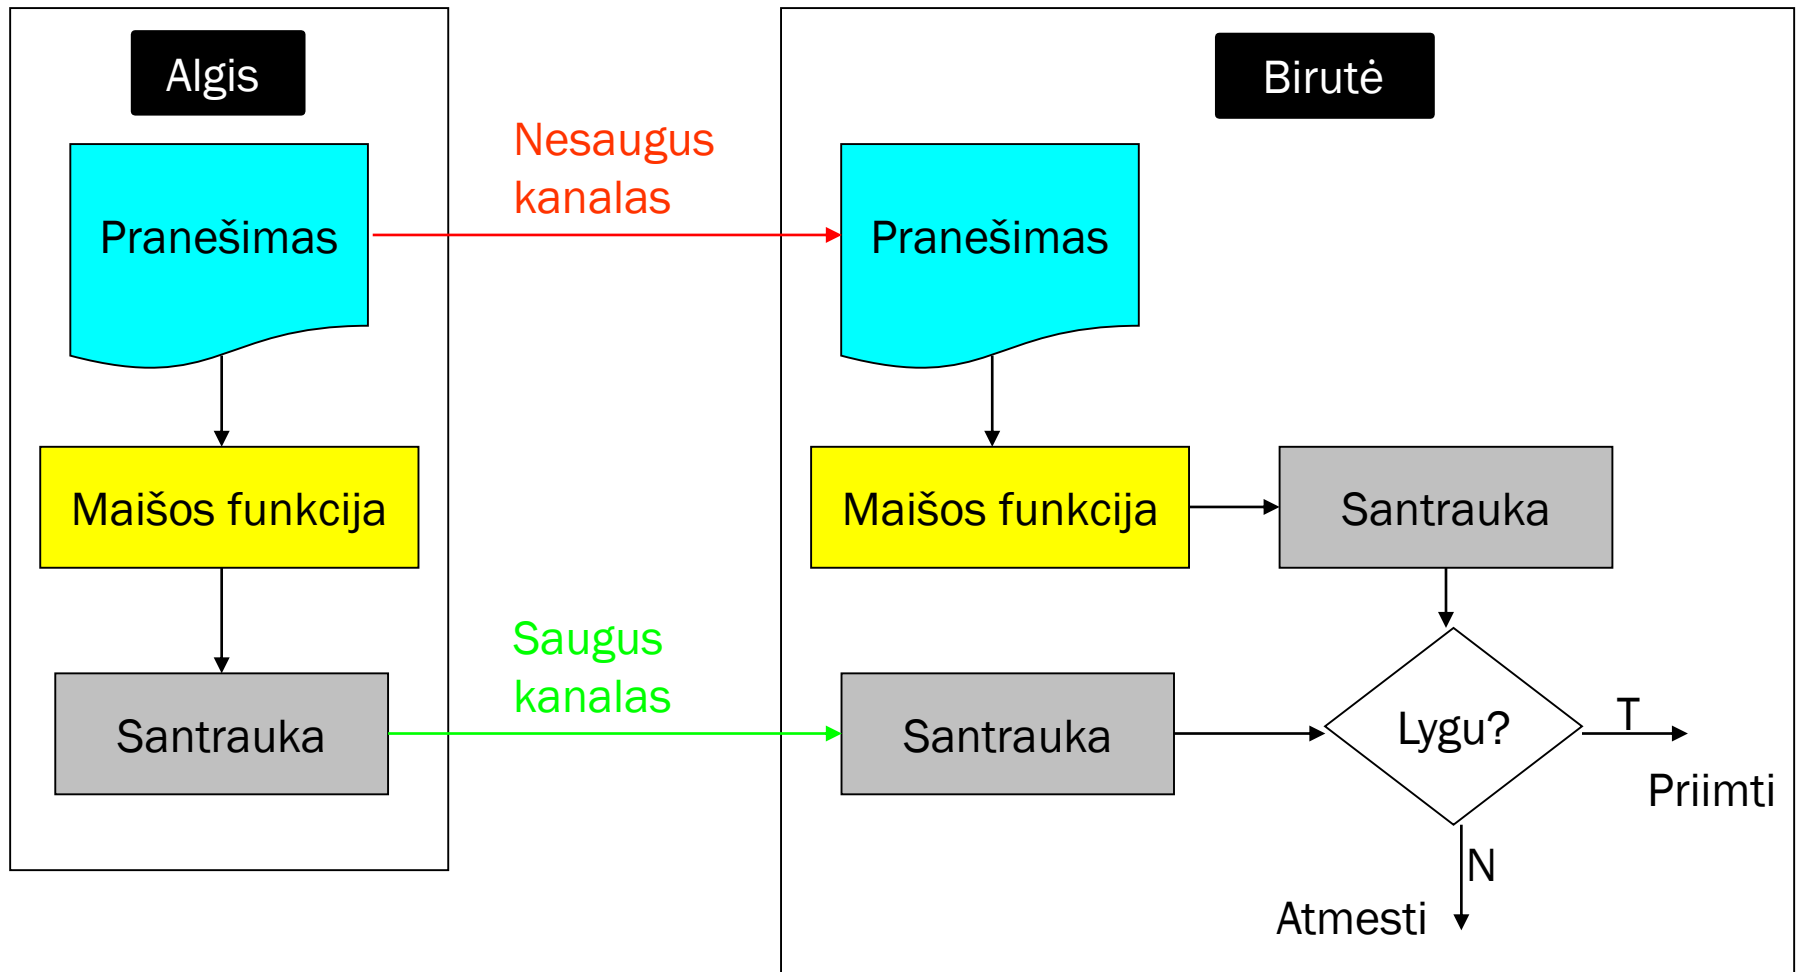 Algis
Birutė
Nesaugus
kanalas
Pranešimas
Pranešimas
Maišos funkcija
Maišos funkcija
Santrauka
Saugus
kanalas
Santrauka
Santrauka
Lygu?
T
Priimti
N
Atmesti